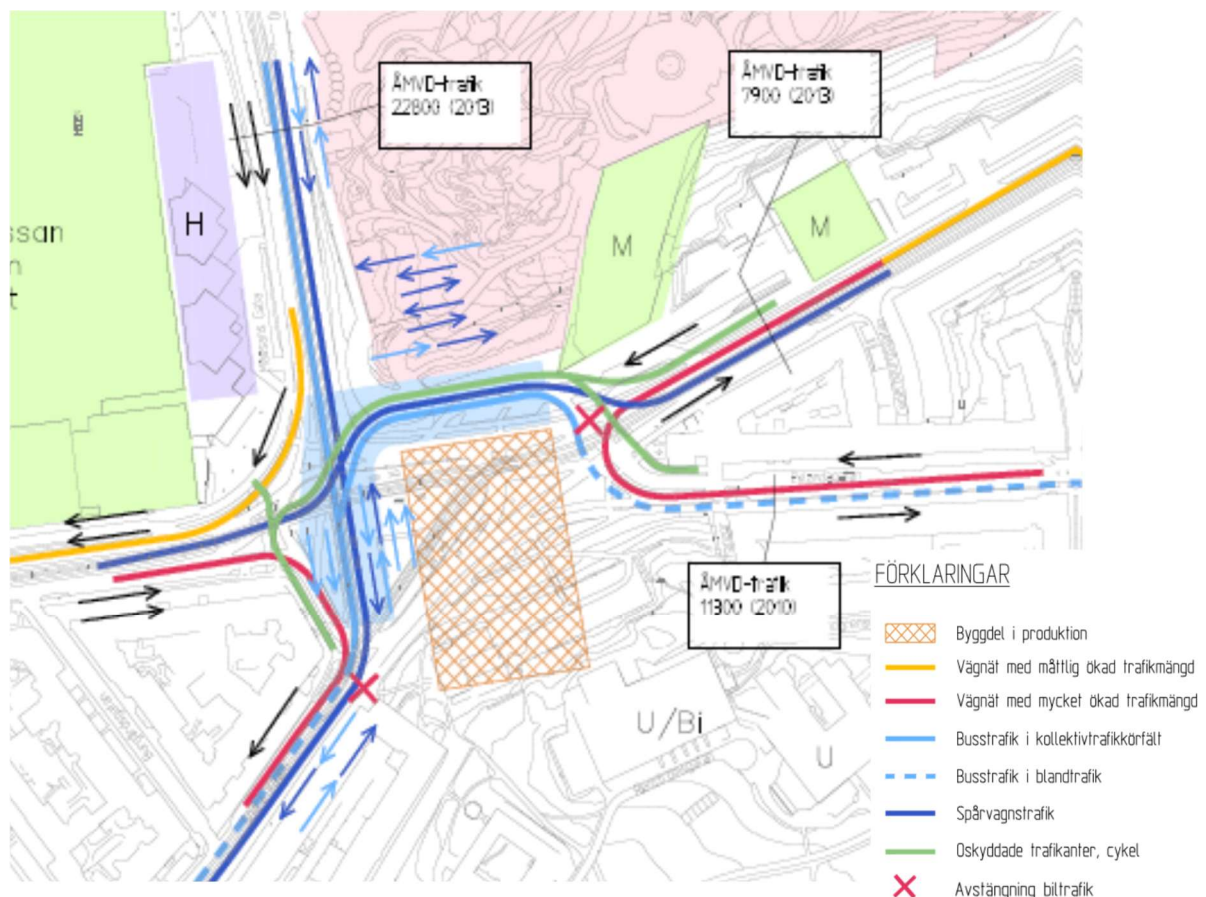 ÅMVD-trafik
22800 (2013)
ÅMVD-trafik
7900 (2013)
H
ssan
n
t
M
M
U
ÅMVD-trafik
11300 (2010)
U/Bi
U
FÖRKLARINGAR
Byggdel i produktion
Vägnät med måttlig ökad trafikmängd
Vägnät med mycket ökad trafikmängd
Busstrafik i kollektivtrafikkörfält
Busstrafik i blandtrafik
Spårvagnstrafik
Oskyddade trafikanter, cykel
Avstängning biltrafik